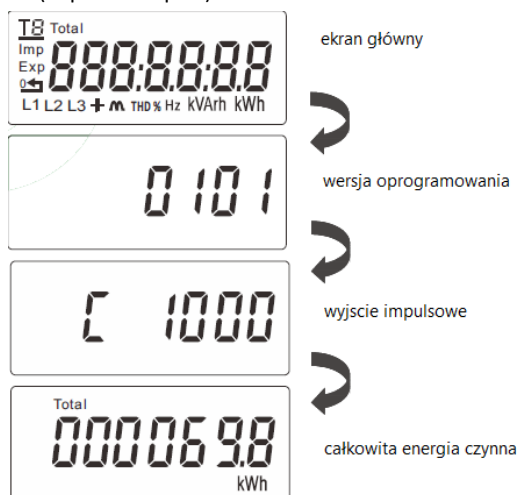 T8 Total
Imp
Exp
888:8:8.8.8
L1 L2 L3 + m THD % Hz kVArh kWh
ekran główny
0101
wersja oprogramowania
C 1000
wyjscie impulsowe
Total
0000069.8
kWh
całkowita energia czynna